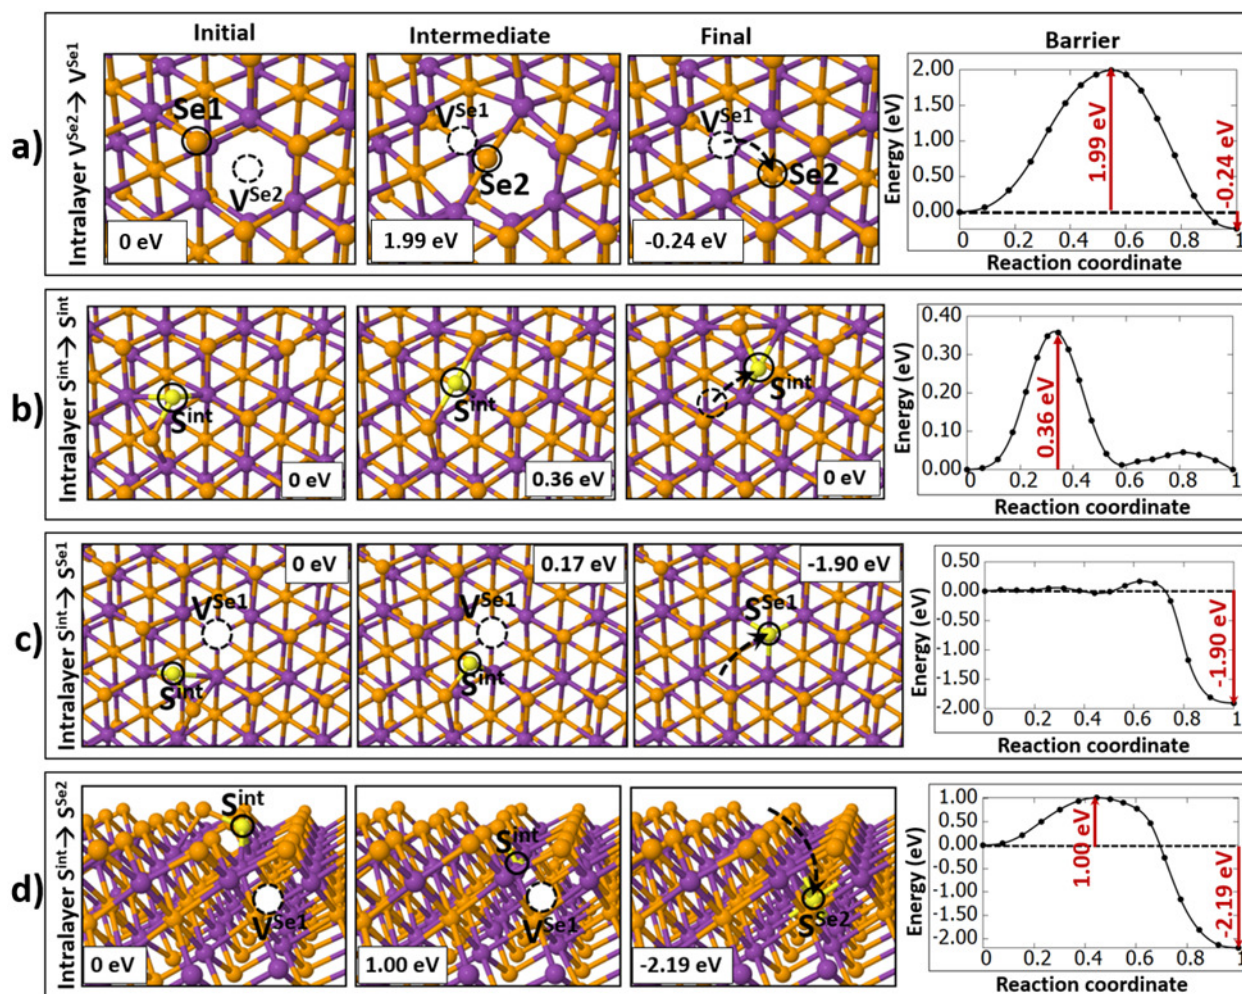 Initial Intermediate Final Barrier
a)
Intralayer V^Se2 → V^Se1
Se1
V^Se2
0 eV
V^Se1
Se2
1.99 eV
V^Se1
Se2
-0.24 eV
Energy (eV)
2.00
1.50
1.00
0.50
0.00
1.99 eV
-0.24 eV
0 0.2 0.4 0.6 0.8 1
Reaction coordinate
b)
Intralayer S^int → S^int
S^int
0 eV
S^int
0.36 eV
S^int
0 eV
Energy (eV)
0.40
0.30
0.20
0.10
0.00
0.36 eV
0 0.2 0.4 0.6 0.8 1
Reaction coordinate
c)
Intralayer S^int → S^Se1
0 eV
V^Se1
S^int
0.17 eV
V^Se1
S^int
-1.90 eV
S^Se1
Energy (eV)
0.50
0.00
-0.50
-1.00
-1.50
-2.00
-1.90 eV
0 0.2 0.4 0.6 0.8 1
Reaction coordinate
d)
Intralayer S^int → S^Se2
S^int
V^Se1
0 eV
S^int
V^Se1
1.00 eV
S^Se2
-2.19 eV
Energy (eV)
1.00
0.50
0.00
-0.50
-1.00
-1.50
-2.00
1.00 eV
-2.19 eV
0 0.2 0.4 0.6 0.8 1
Reaction coordinate